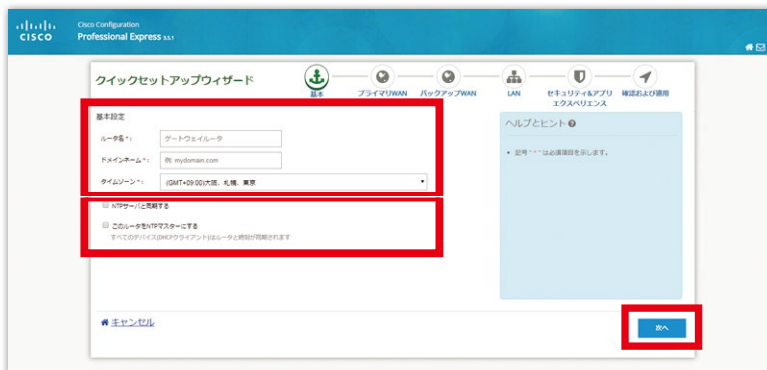 CISCO
Cisco Configuration
Professional Express 3.5.1
クイックセットアップウィザード
基本
プライマリWAN
バックアップWAN
LAN
セキュリティ&アプリ
エクスペリエンス
確認および適用
基本設定
ルータ名*:
ゲートウェイルータ
ドメインネーム*:
例: mydomain.com
タイムゾーン*:
(GMT+09:00)大阪、札幌、東京
NTPサーバと同期する
このルータをNTPマスターにする
すべてのデバイス(DHCPクライアント)はルータと時刻が同期されます
ヘルプとヒント
• 記号 " * " は必須項目を示します。
キャンセル
次へ